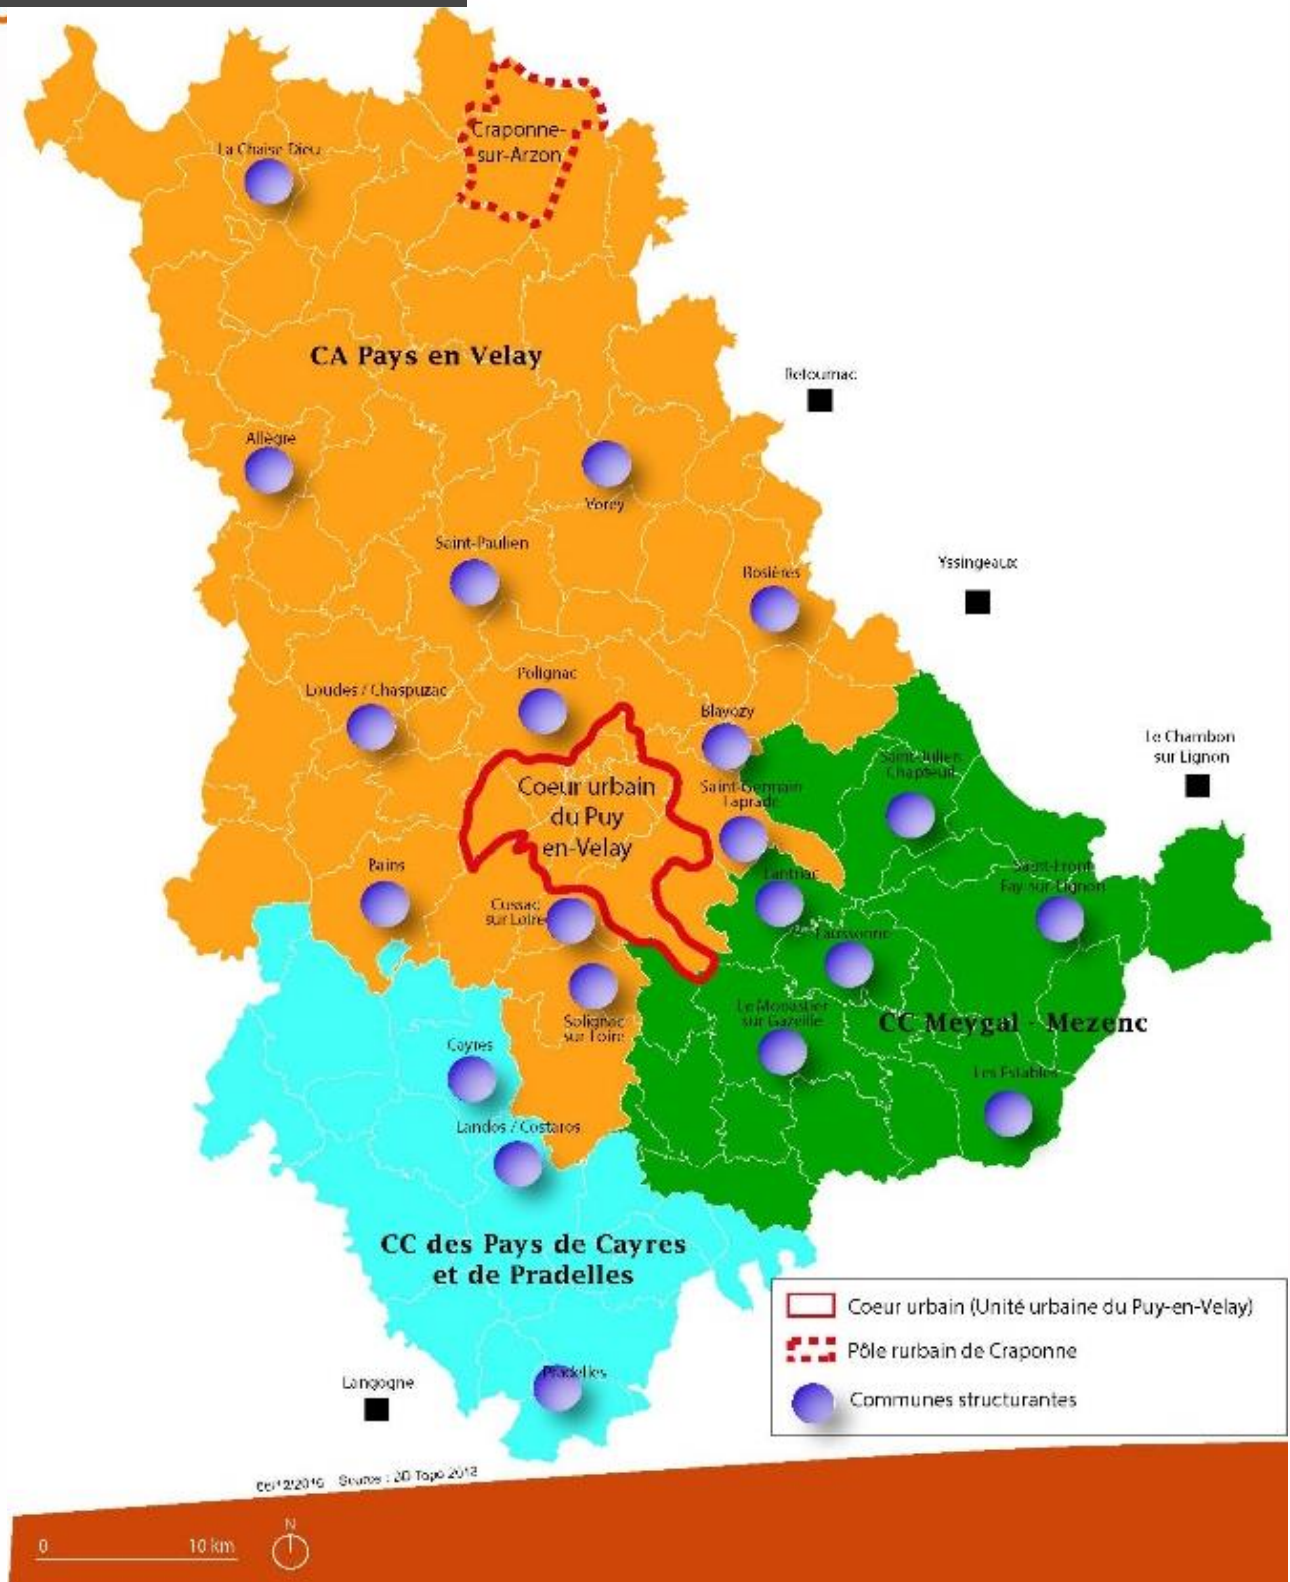 La Chaise Dieu
Craponne-
sur-Arzon
CA Pays en Velay
Retournac
Allègre
Vorey
Saint-Paulien
Rosières
Yssingeaux
Polignac
Loudes / Chaspuzac
Blavozy
Le Chambon
sur Lignon
Saint-Julien
Chapteuil
Coeur urbain
du Puy
en-Velay
Saint-Germain
Laprade
Bains
Lantriac
Saint-Front
Fay-sur-Lignon
Cussac
sur Loire
Laussonne
Le Monastier
sur Gazeille
CC Meygal - Mezenc
Solignac
sur Loire
Cayres
Les Estables
Landos / Costaros
CC des Pays de Cayres
et de Pradelles
Coeur urbain (Unité urbaine du Puy-en-Velay)
Pôle rurbain de Craponne
Communes structurantes
Pradelles
Langogne
Source : BD Topo 2012
N
0 10 km